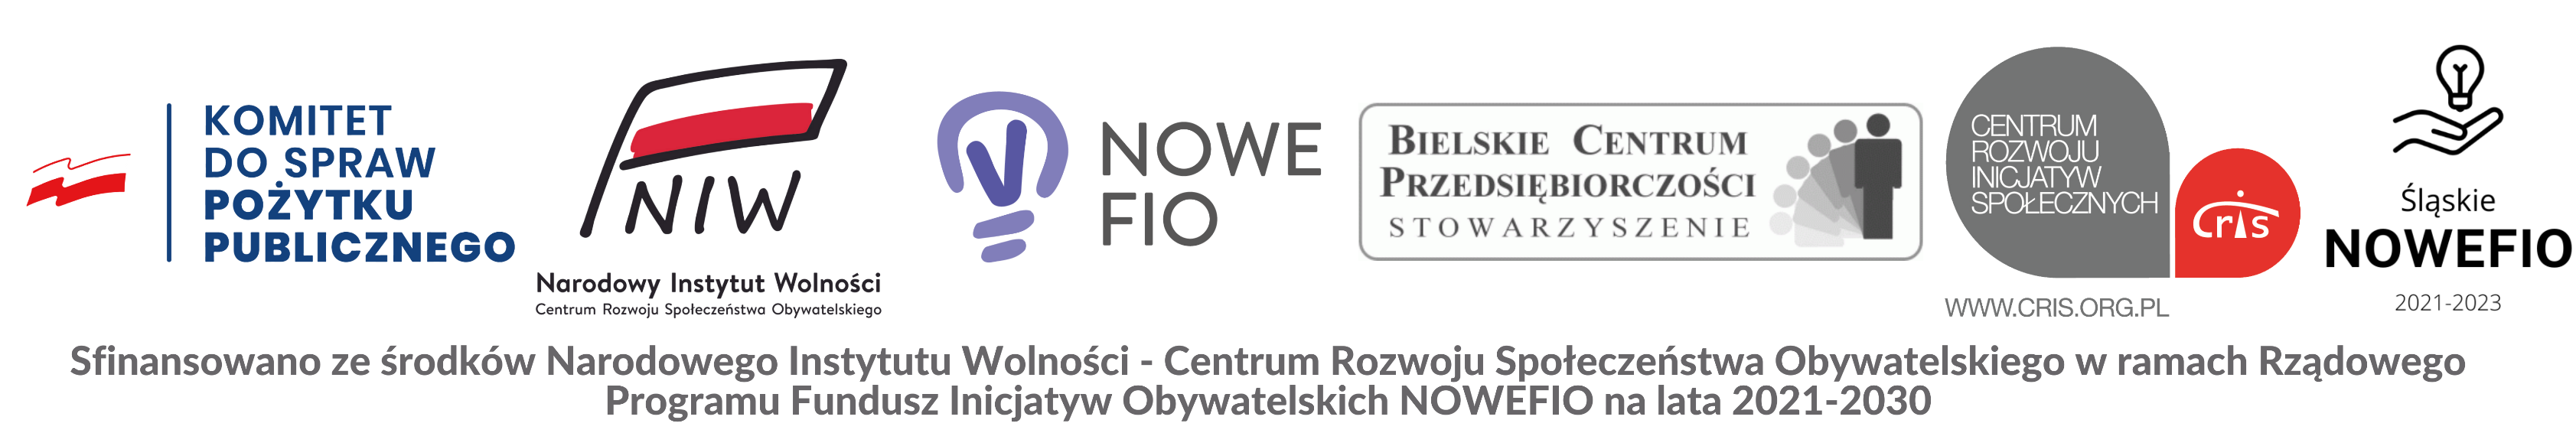 KOMITET
DO SPRAW
POŻYTKU
PUBLICZNEGO
NIW
Narodowy Instytut Wolności
Centrum Rozwoju Społeczeństwa Obywatelskiego
NOWE
FIO
BIELSKIE CENTRUM
PRZEDSIĘBIORCZOŚCI
STOWARZYSZENIE
CENTRUM
ROZWOJU
INICJATYW
SPOŁECZNYCH
cris
WWW.CRIS.ORG.PL
Śląskie
NOWEFIO
2021-2023
Sfinansowano ze środków Narodowego Instytutu Wolności - Centrum Rozwoju Społeczeństwa Obywatelskiego w ramach Rządowego
Programu Fundusz Inicjatyw Obywatelskich NOWEFIO na lata 2021-2030